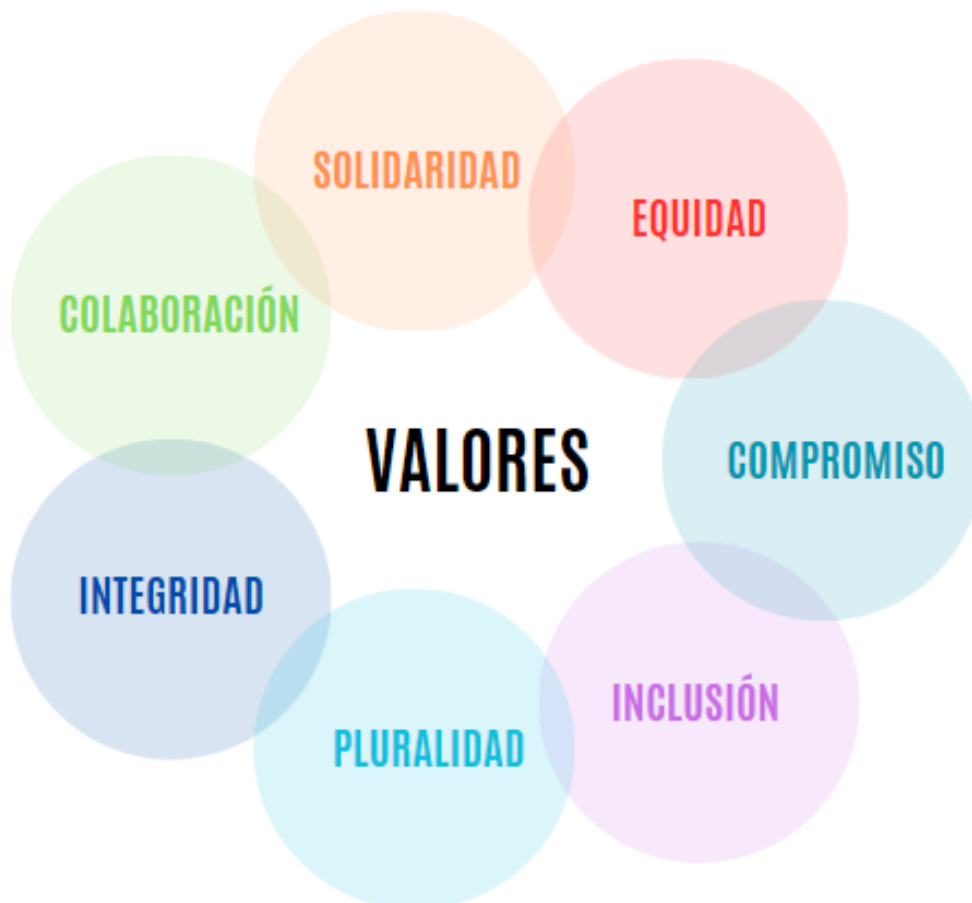 SOLIDARIDAD
EQUIDAD
COLABORACIÓN
VALORES
COMPROMISO
INTEGRIDAD
INCLUSIÓN
PLURALIDAD